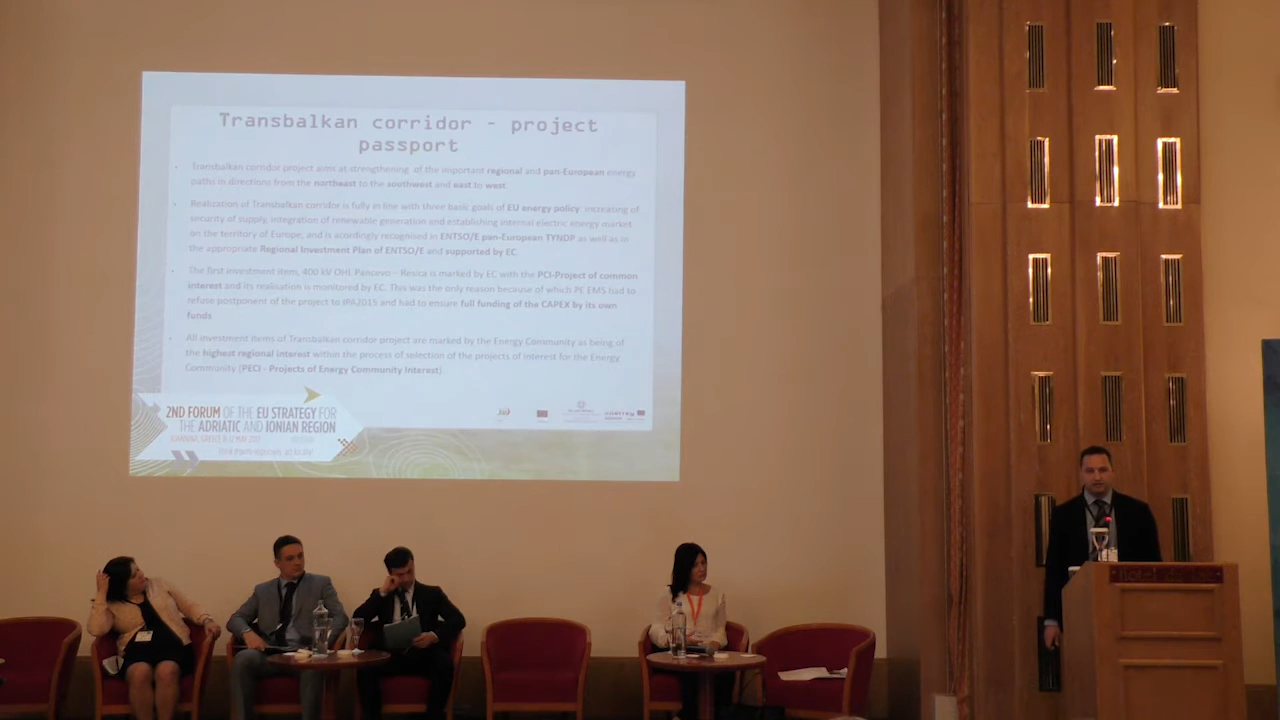 Transbalkan corridor - project
passport
Transbalkan corridor project aims at strengthening of the important regional and pan-European energy
paths in directions from the northeast to the southwest and east to west.
Realization of Transbalkan corridor is fully in line with three basic goals of EU energy policy: increasing of
security of supply, integration of renewable generation and establishing internal electric energy market
on the territory of Europe, and is acordingly recognised in ENTSO/E pan-European TYNDP as well as in
the appropriate Regional Investment Plan of ENTSO/E and supported by EC.
The first investment item, 400 kV OHL Pancevo - Resica is marked by EC with the PCI-Project of common
interest and its realisation is monitored by EC. This was the only reason because of which PE EMS had to
refuse postponent of the project to IPA2015 and had to ensure full funding of the CAPEX by its own
funds
All investment items of Transbalkan corridor project are marked by the Energy Community as being of
the highest regional interest within the process of selection of the projects of interest for the Energy
Community (PECI - Projects of Energy Community Interest)
2ND FORUM OF THE EU STRATEGY FOR
THE ADRIATIC AND IONIAN REGION
IOANNINA, GREECE 11-12 MAY 2017